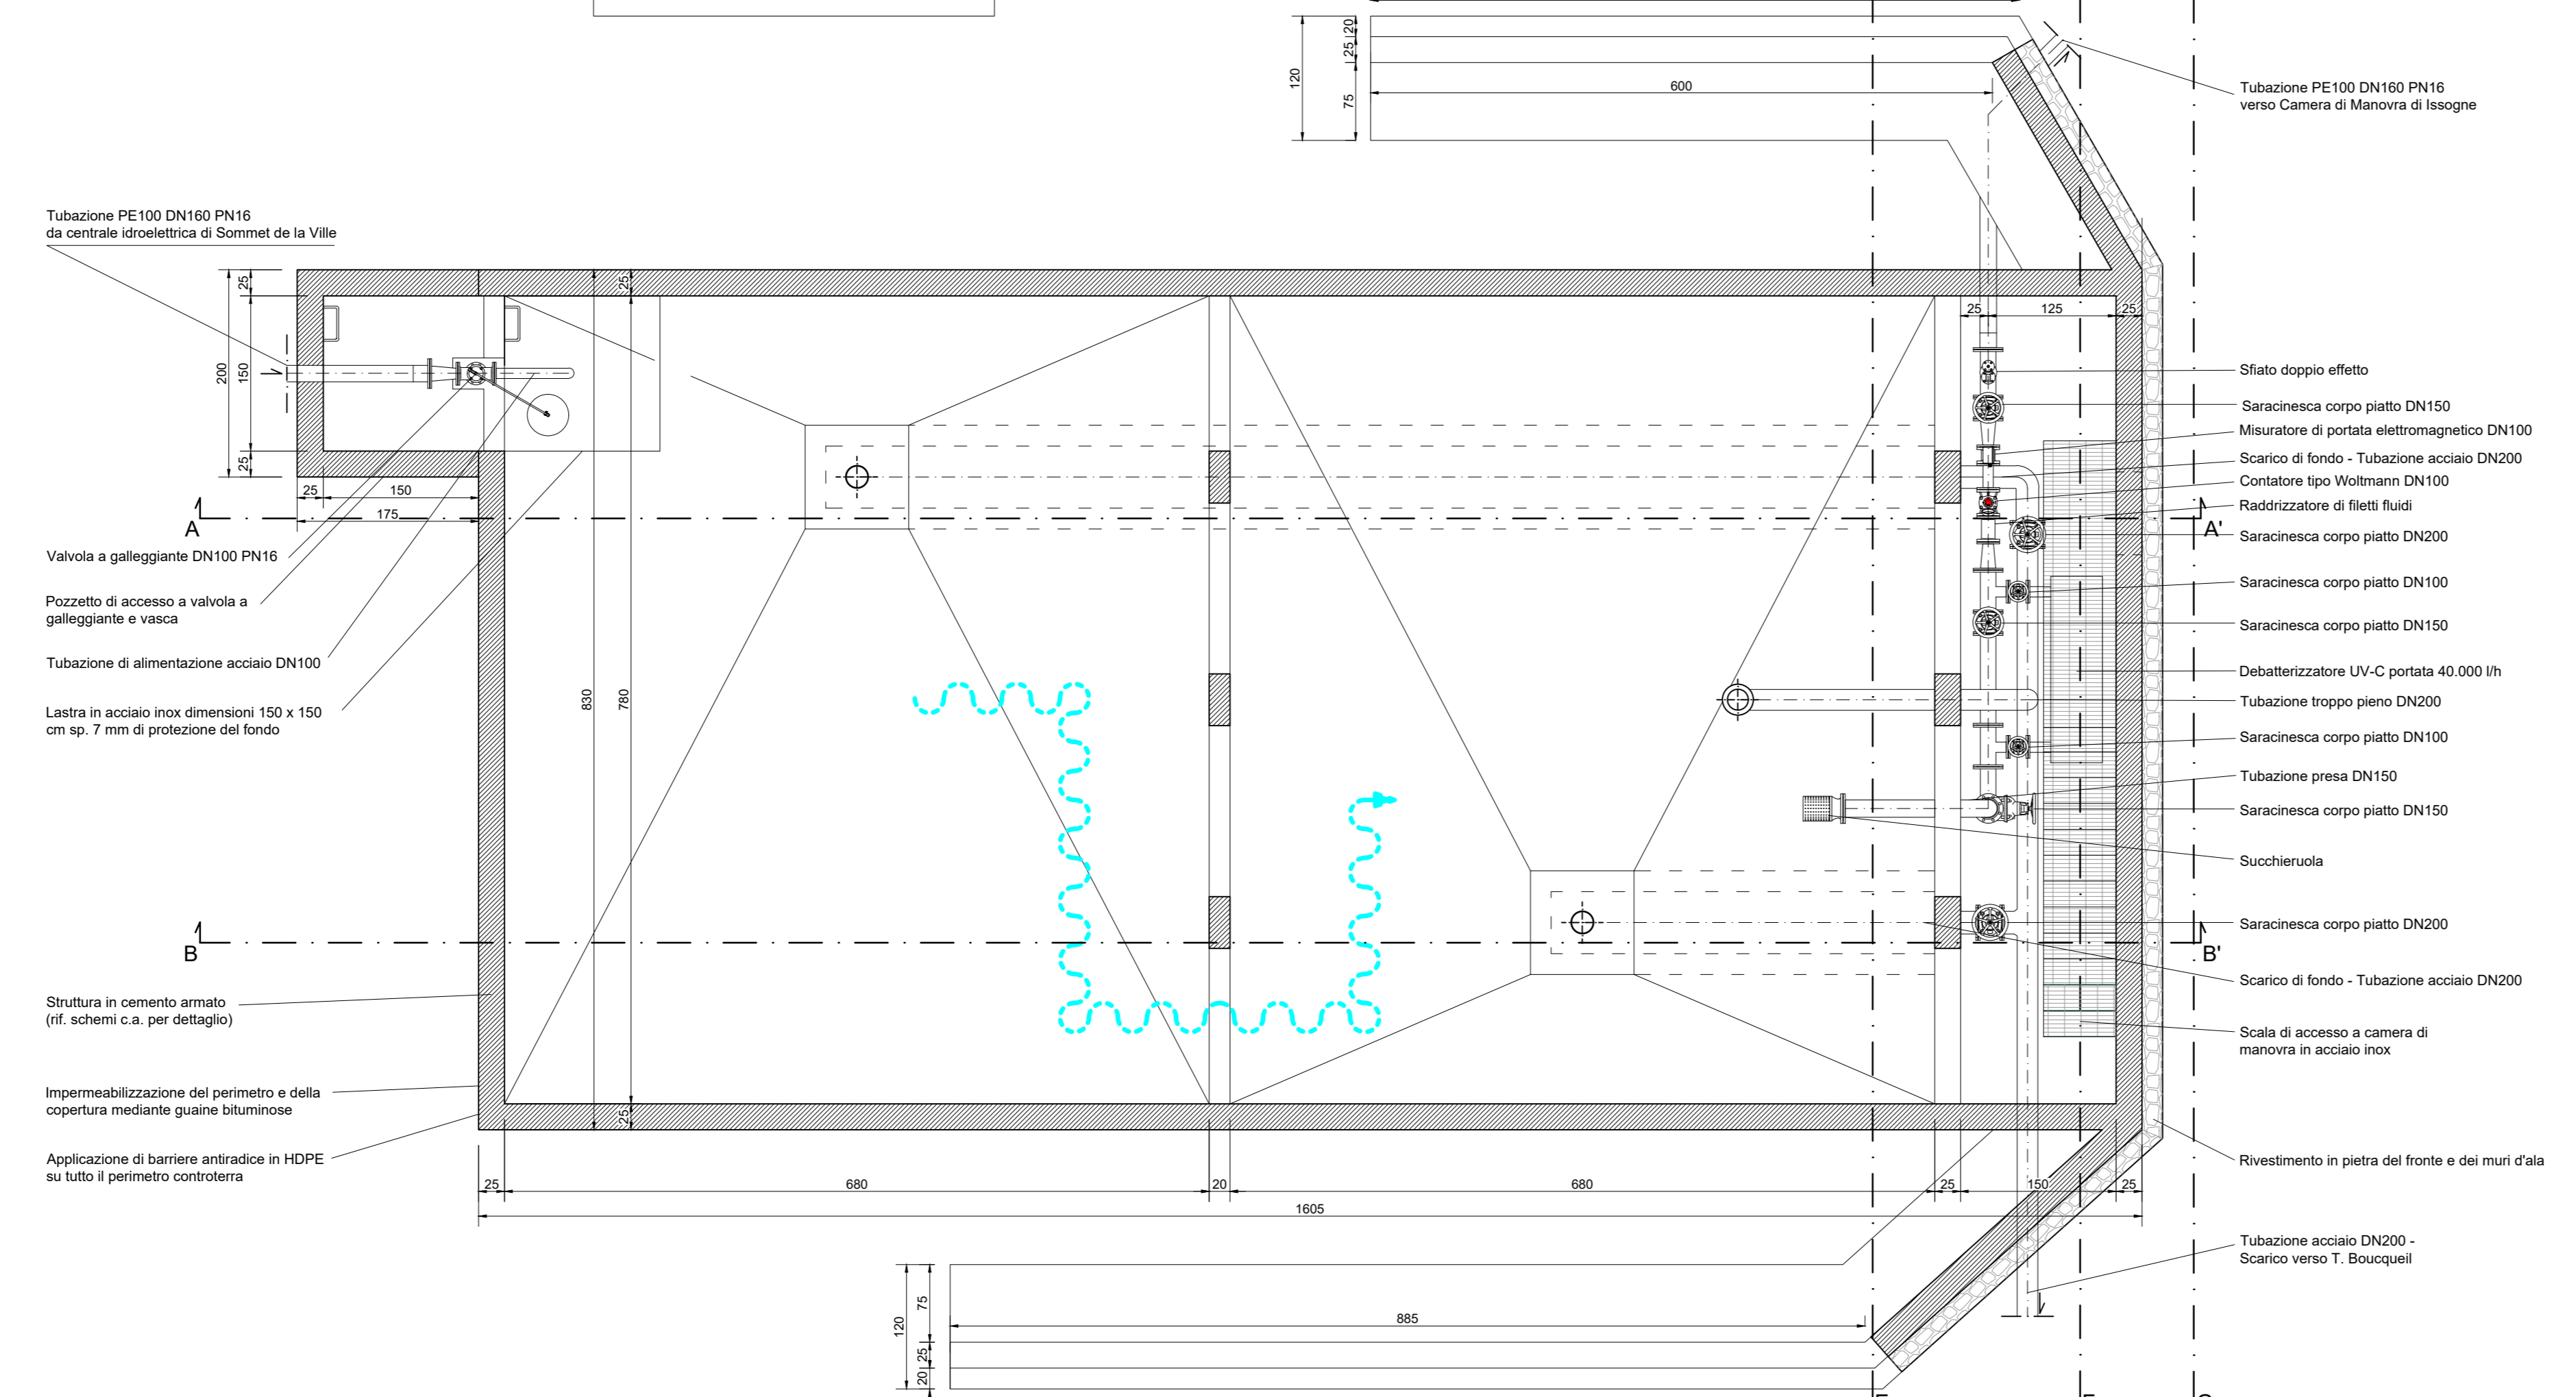 20
25
120
75
600
Tubazione PE100 DN160 PN16
verso Camera di Manovra di Issogne
Tubazione PE100 DN160 PN16
da centrale idroelettrica di Sommet de la Ville
25
200
150
25
25
150
175
A
25
830
780
25
25
125
25
Sfiato doppio effetto
Saracinesca corpo piatto DN150
Misuratore di portata elettromagnetico DN100
Scarico di fondo - Tubazione acciaio DN200
Contatore tipo Woltmann DN100
Raddrizzatore di filetti fluidi
A'
Saracinesca corpo piatto DN200
Saracinesca corpo piatto DN100
Saracinesca corpo piatto DN150
Debatterizzatore UV-C portata 40.000 l/h
Tubazione troppo pieno DN200
Saracinesca corpo piatto DN100
Tubazione presa DN150
Saracinesca corpo piatto DN150
Succhieruola
Saracinesca corpo piatto DN200
B'
Scarico di fondo - Tubazione acciaio DN200
Scala di accesso a camera di
manovra in acciaio inox
Rivestimento in pietra del fronte e dei muri d'ala
Tubazione acciaio DN200 -
Scarico verso T. Boucqueil
Valvola a galleggiante DN100 PN16
Pozzetto di accesso a valvola a
galleggiante e vasca
Tubazione di alimentazione acciaio DN100
Lastra in acciaio inox dimensioni 150 x 150
cm sp. 7 mm di protezione del fondo
B
Struttura in cemento armato
(rif. schemi c.a. per dettaglio)
Impermeabilizzazione del perimetro e della
copertura mediante guaine bituminose
Applicazione di barriere antiradice in HDPE
su tutto il perimetro controterra
25
680
20
680
25
150
25
1605
75
120
25
20
885